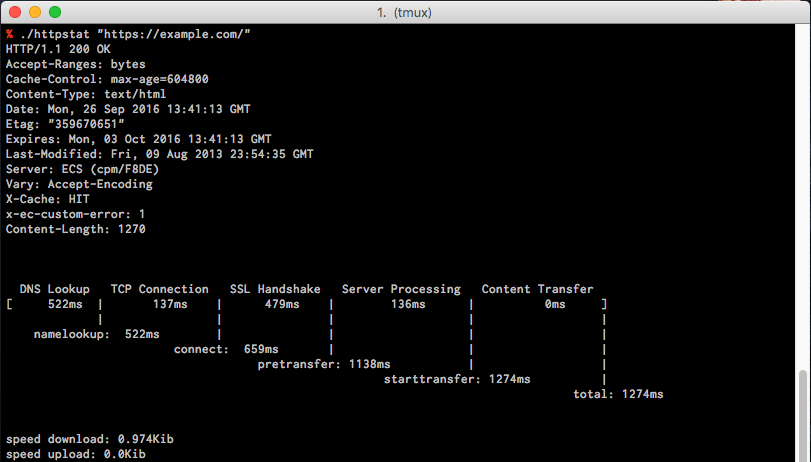 1. (tmux)
% ./httpstat "https://example.com/"
HTTP/1.1 200 OK
Accept-Ranges: bytes
Cache-Control: max-age=604800
Content-Type: text/html
Date: Mon, 26 Sep 2016 13:41:13 GMT
Etag: "359670651"
Expires: Mon, 03 Oct 2016 13:41:13 GMT
Last-Modified: Fri, 09 Aug 2013 23:54:35 GMT
Server: ECS (cpm/F8DE)
Vary: Accept-Encoding
X-Cache: HIT
x-ec-custom-error: 1
Content-Length: 1270
DNS Lookup   TCP Connection   SSL Handshake   Server Processing   Content Transfer
[     522ms  |       137ms    |      479ms    |        136ms      |          0ms     ]
|                |               |                   |                  |
namelookup:  522ms        |               |                   |                  |
connect:  659ms       |                   |                  |
pretransfer: 1138ms           |                  |
starttransfer: 1274ms          |
total: 1274ms
speed download: 0.974Kib
speed upload: 0.0Kib